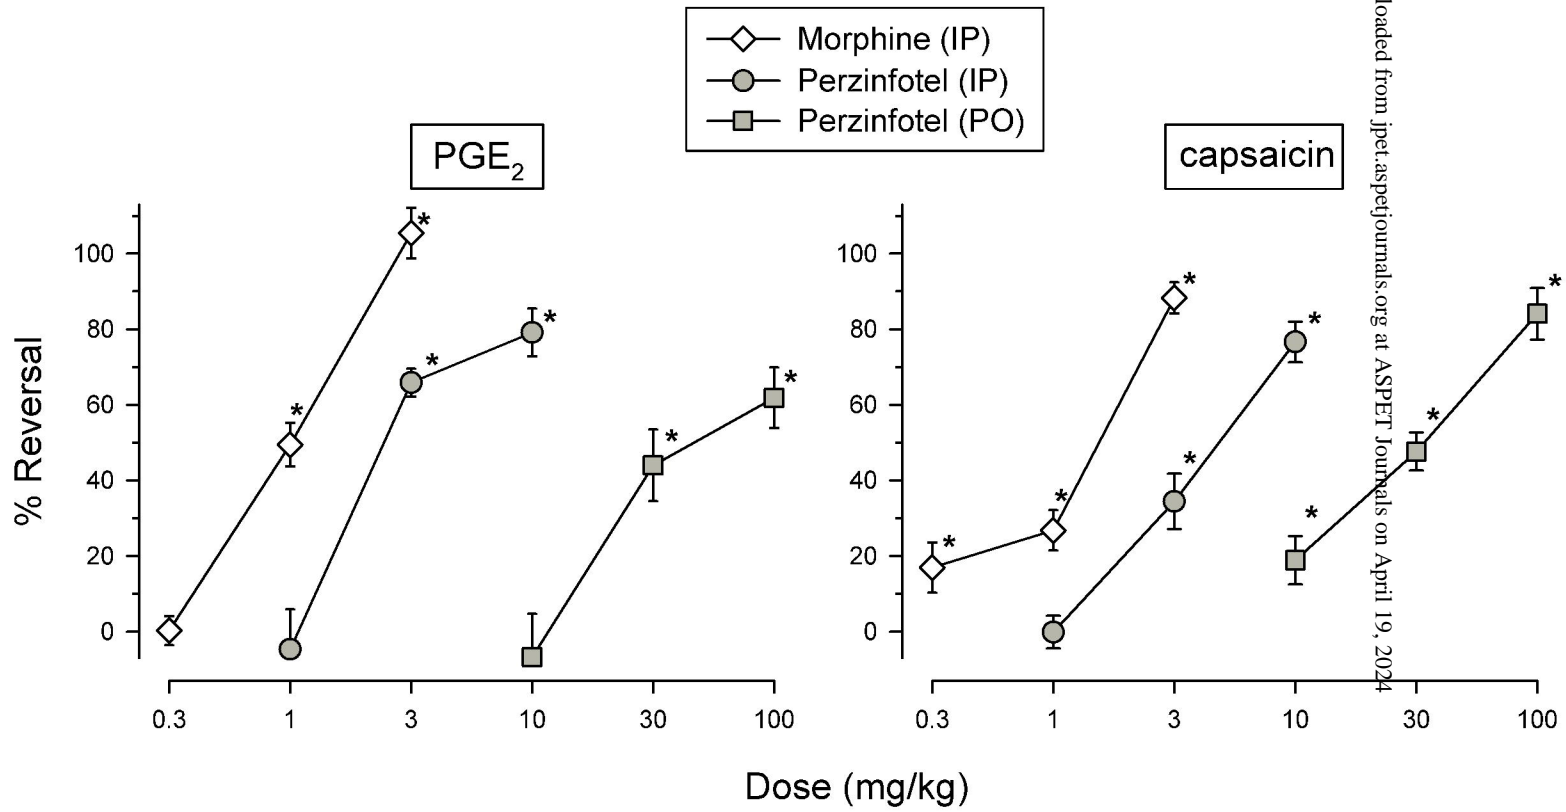 Morphine (IP)
Perzinfotel (IP)
Perzinfotel (PO)
PGE₂
capsaicin
% Reversal
100
80
60
40
20
0
0.3 1 3 10 30 100
*
*
*
*
*
*
100
80
60
40
20
0
0.3 1 3 10 30 100
*
*
*
*
*
*
*
*
Dose (mg/kg)
loaded from jpet.aspetjournals.org at ASPET Journals on April 19, 2024